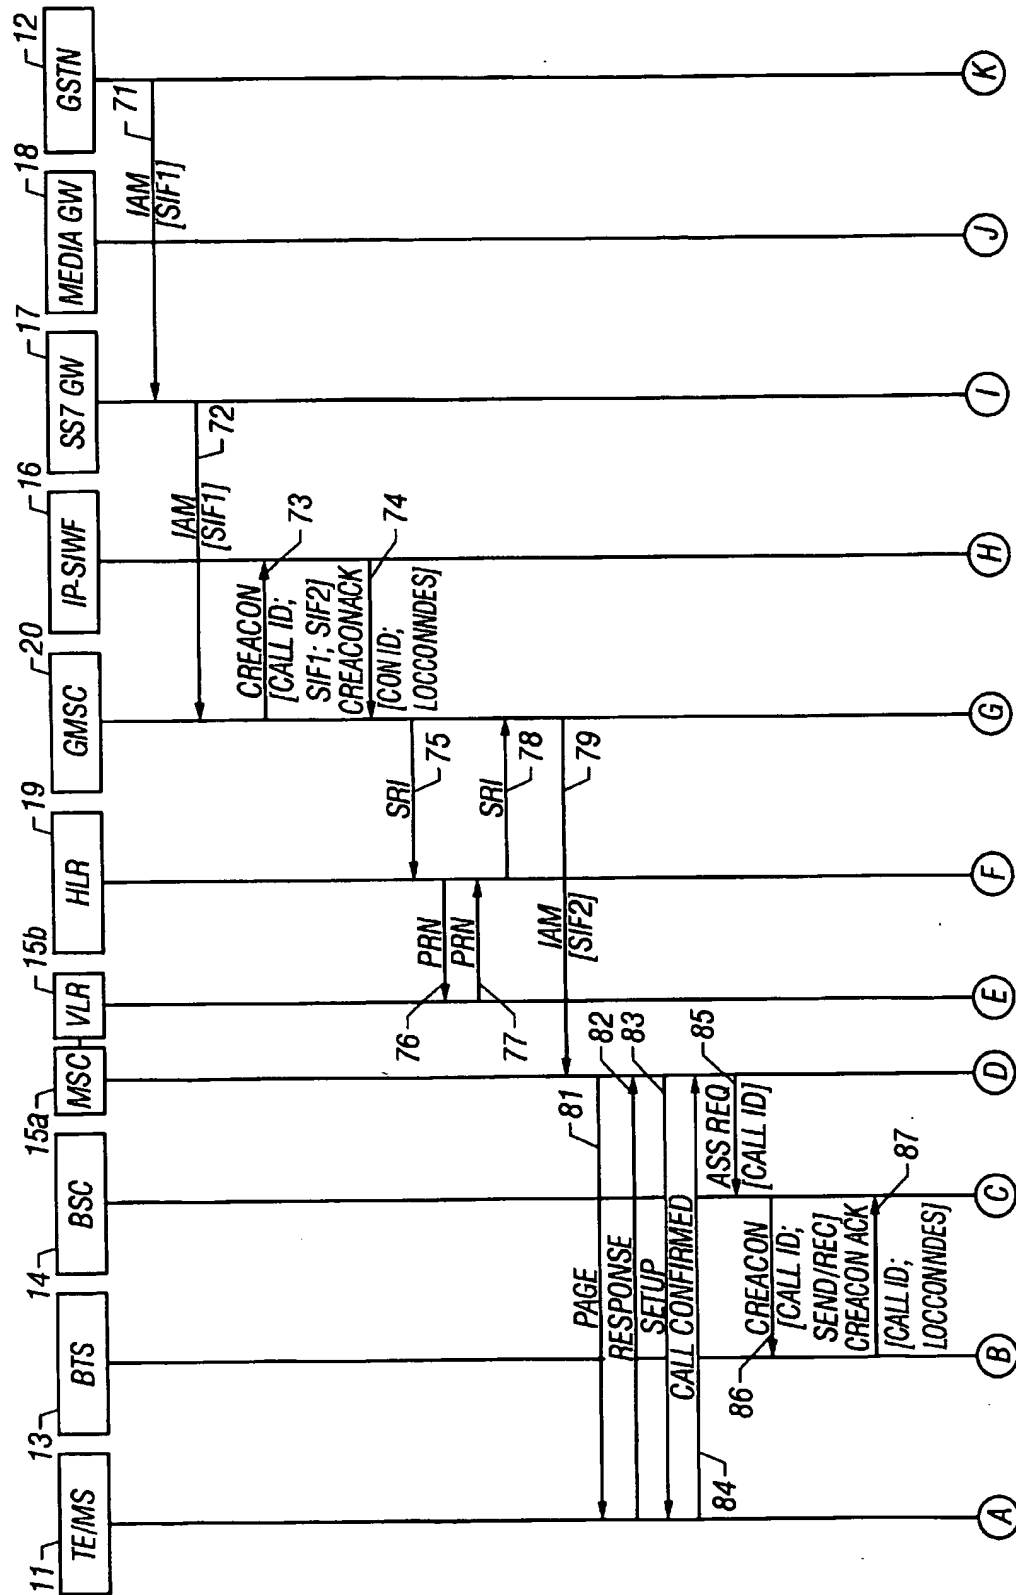 11
TE/MS
13
BTS
14
BSC
15a
MSC
15b
VLR
19
HLR
20
GMSC
16
IP-SIWF
17
SS7 GW
18
MEDIA GW
12
GSTN
IAM
[SIF1]
71
IAM
[SIF1]
72
CREACON
[CALL ID;
SIF1; SIF2]
73
CREACONACK
[CON ID;
LOCCONNDES]
74
SRI
75
PRN
76
PRN
77
SRI
78
IAM
[SIF2]
79
PAGE
81
RESPONSE
82
SETUP
83
CALL CONFIRMED
84
ASS REQ
[CALL ID]
85
CREACON
[CALL ID;
SEND/REC]
86
CREACON ACK
[CALL ID;
LOCCONNDES]
87
A
B
C
D
E
F
G
H
I
J
K